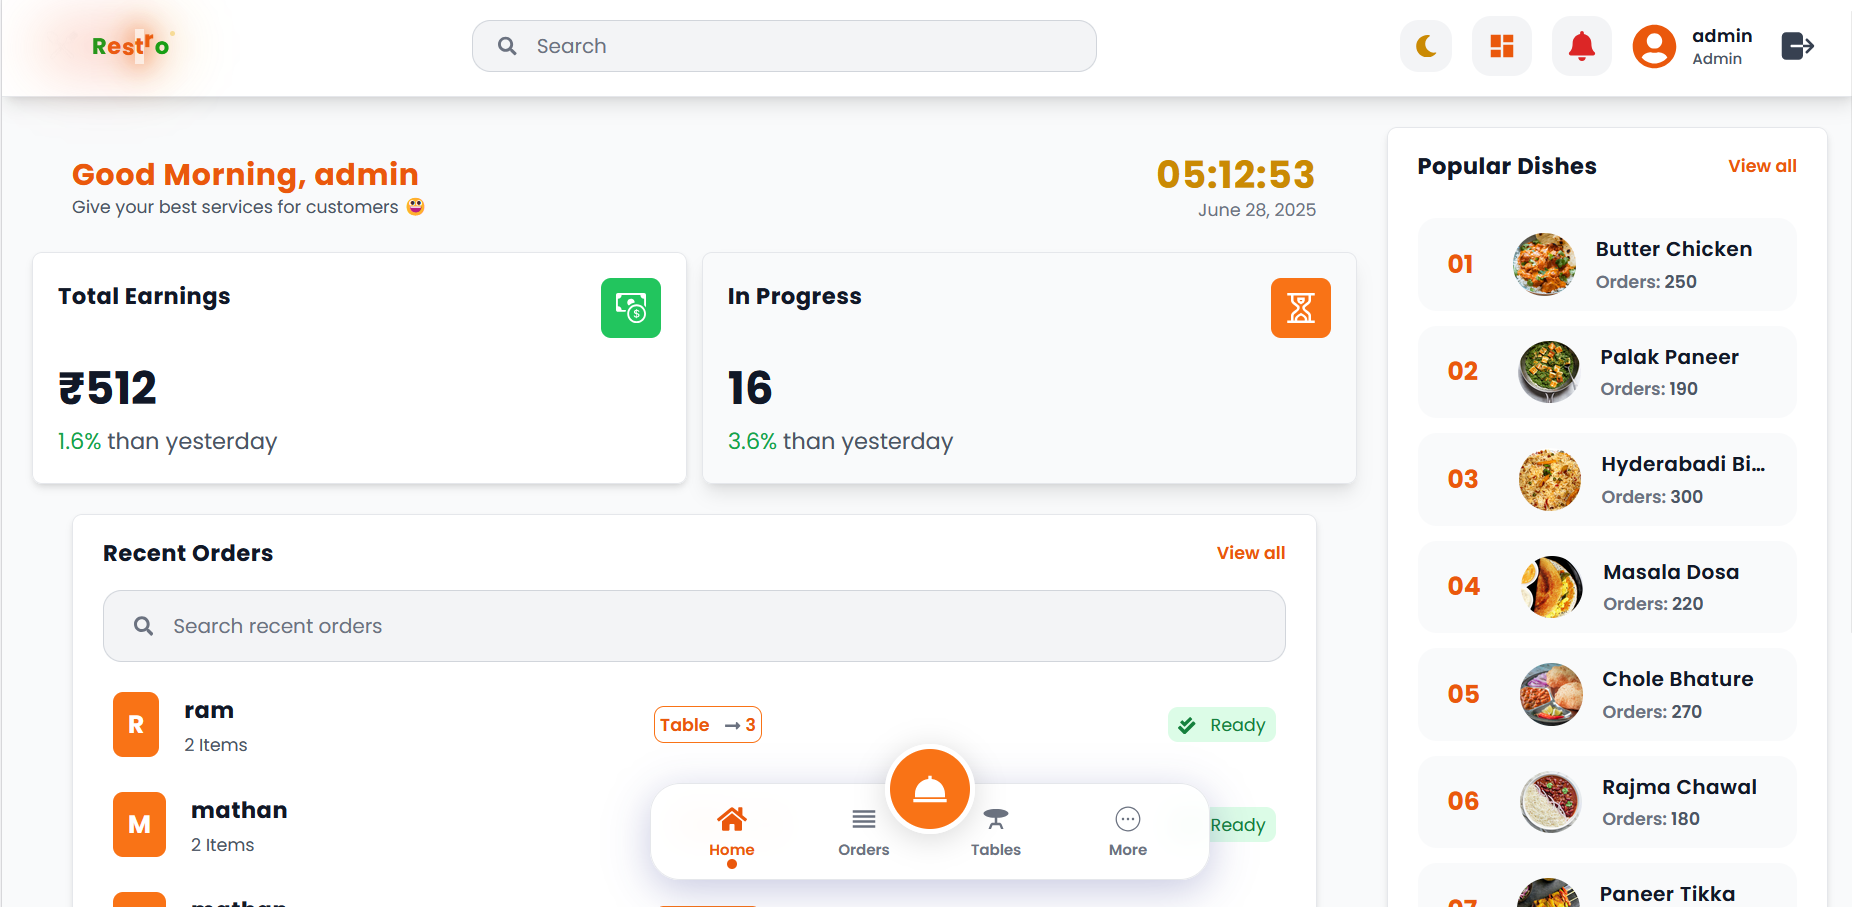 Restro
Search
admin
Admin
Good Morning, admin
Give your best services for customers 😀
05:12:53
June 28, 2025
Total Earnings
₹512
1.6% than yesterday
In Progress
16
3.6% than yesterday
Recent Orders
View all
Search recent orders
R
ram
2 Items
Table → 3
Ready
M
mathan
2 Items
Ready
mathan
Home
Orders
Tables
More
Popular Dishes
View all
01
Butter Chicken
Orders: 250
02
Palak Paneer
Orders: 190
03
Hyderabadi Bi...
Orders: 300
04
Masala Dosa
Orders: 220
05
Chole Bhature
Orders: 270
06
Rajma Chawal
Orders: 180
07
Paneer Tikka